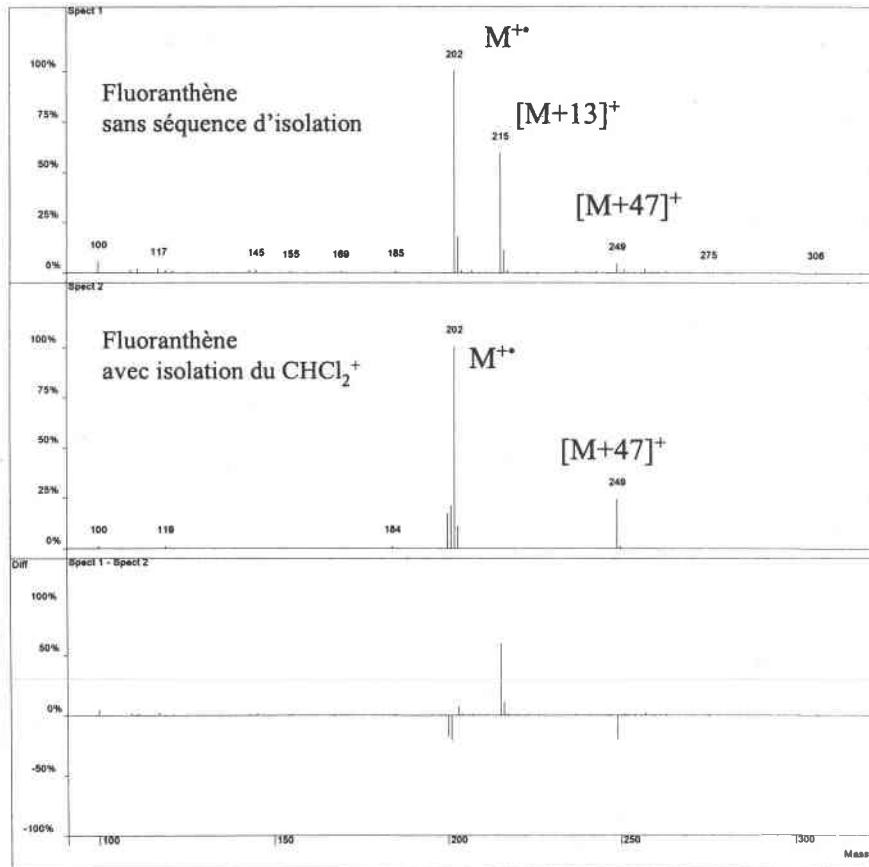 Spect 1
100%
75%
50%
25%
0%
Fluoranthène
sans séquence d'isolation
M+•
202
[M+13]+
215
[M+47]+
249
100
117
145
155
169
185
275
306
Spect 2
100%
75%
50%
25%
0%
Fluoranthène
avec isolation du CHCl2+
202
M+•
[M+47]+
249
100
119
184
Diff
Spect 1 - Spect 2
100%
50%
0%
-50%
-100%
100
150
200
250
300
Mass